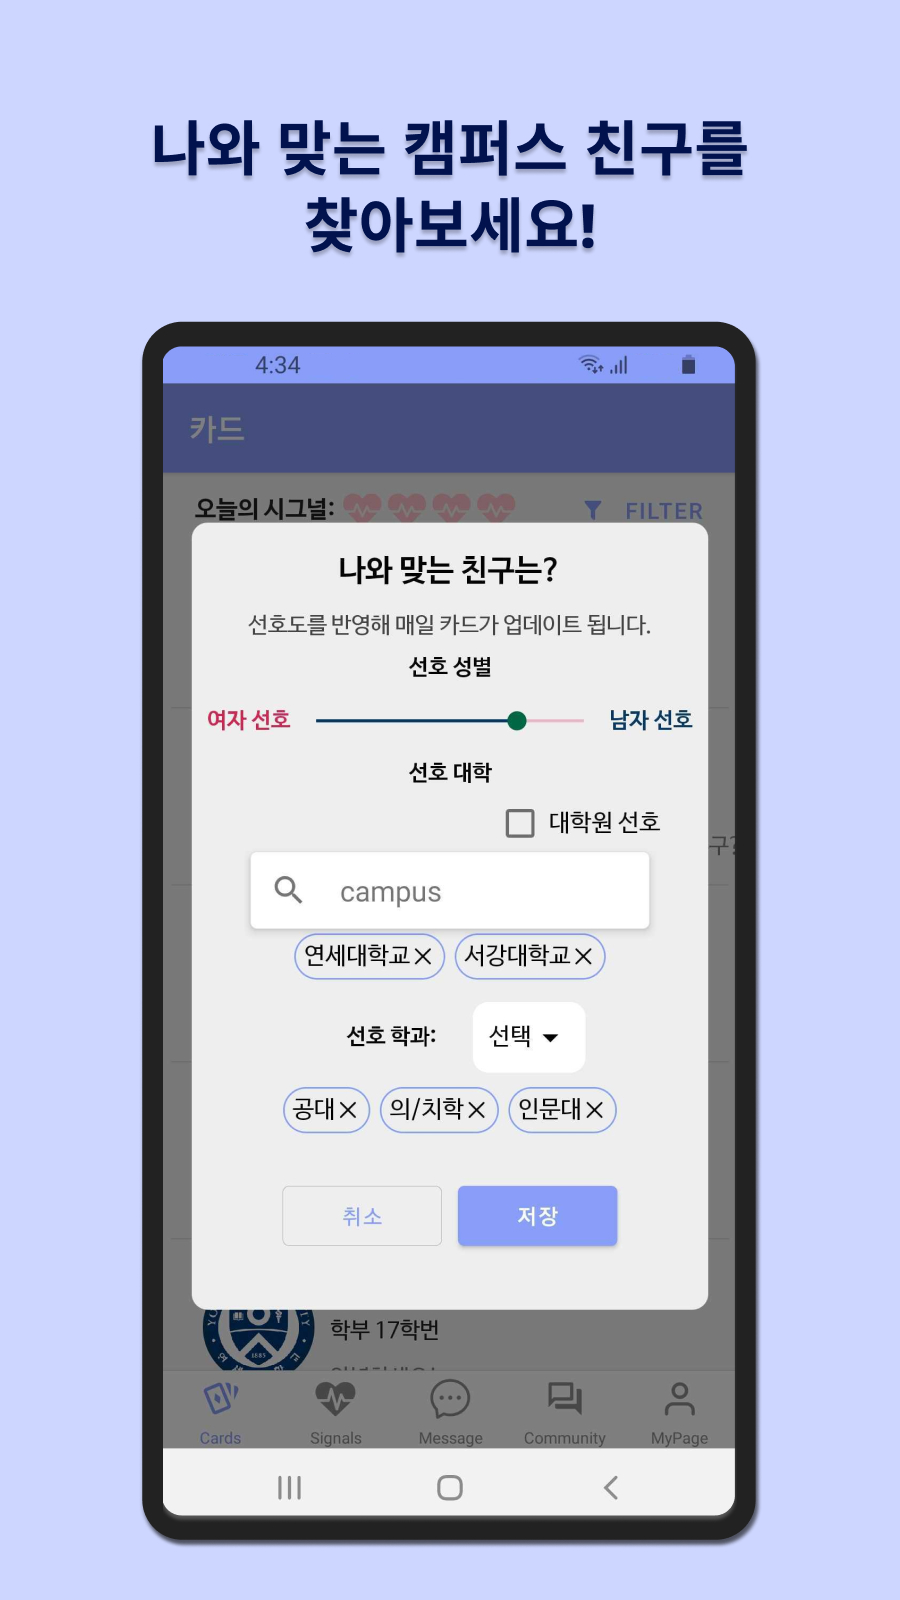 나와 맞는 캠퍼스 친구를
찾아보세요!
4:34
카드
오늘의 시그널:
FILTER
나와 맞는 친구는?
선호도를 반영해 매일 카드가 업데이트 됩니다.
선호 성별
여자 선호
남자 선호
선호 대학
대학원 선호
구?
campus
연세대학교
서강대학교
선호 학과:
선택
공대
의/치학
인문대
취소
저장
1885
학부 17학번
Cards
Signals
Message
Community
MyPage